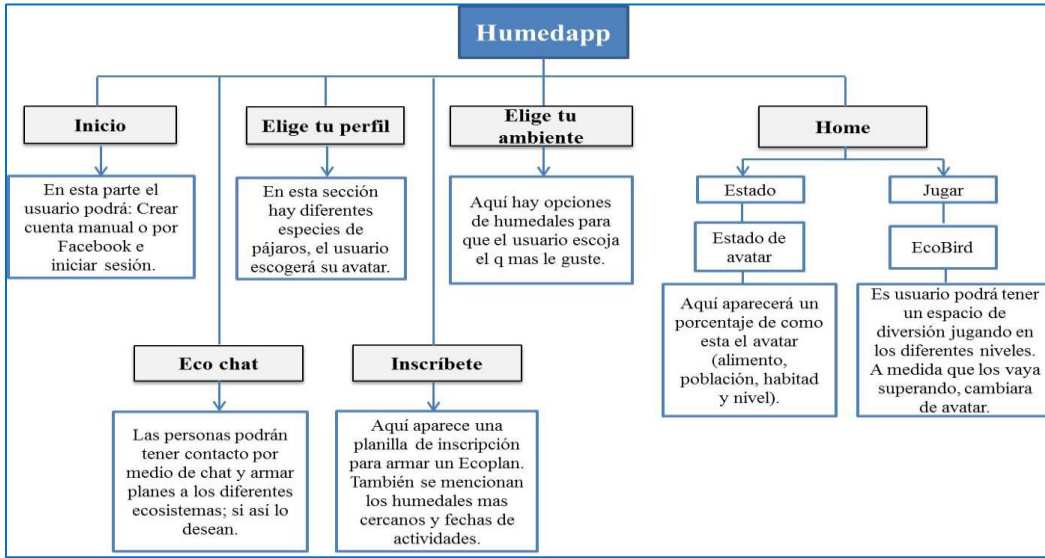 Humedapp
Inicio
En esta parte el
usuario podrá: Crear
cuenta manual o por
Facebook e
iniciar sesión.
Elige tu perfil
En esta sección
hay diferentes
especies de
pájaros, el usuario
escogerá su avatar.
Elige tu
ambiente
Aquí hay opciones
de humedales para
que el usuario escoja
el q mas le guste.
Home
Estado
Estado de
avatar
Aquí aparecerá un
porcentaje de como
esta el avatar
(alimento,
población, habitad
y nivel).
Jugar
EcoBird
Es usuario podrá tener
un espacio de
diversión jugando en
los diferentes niveles.
A medida que los vaya
superando, cambiara
de avatar.
Eco chat
Las personas podrán
tener contacto por
medio de chat y armar
planes a los diferentes
ecosistemas; si así lo
desean.
Inscríbete
Aquí aparece una
planilla de inscripción
para armar un Ecoplan.
También se mencionan
los humedales mas
cercanos y fechas de
actividades.